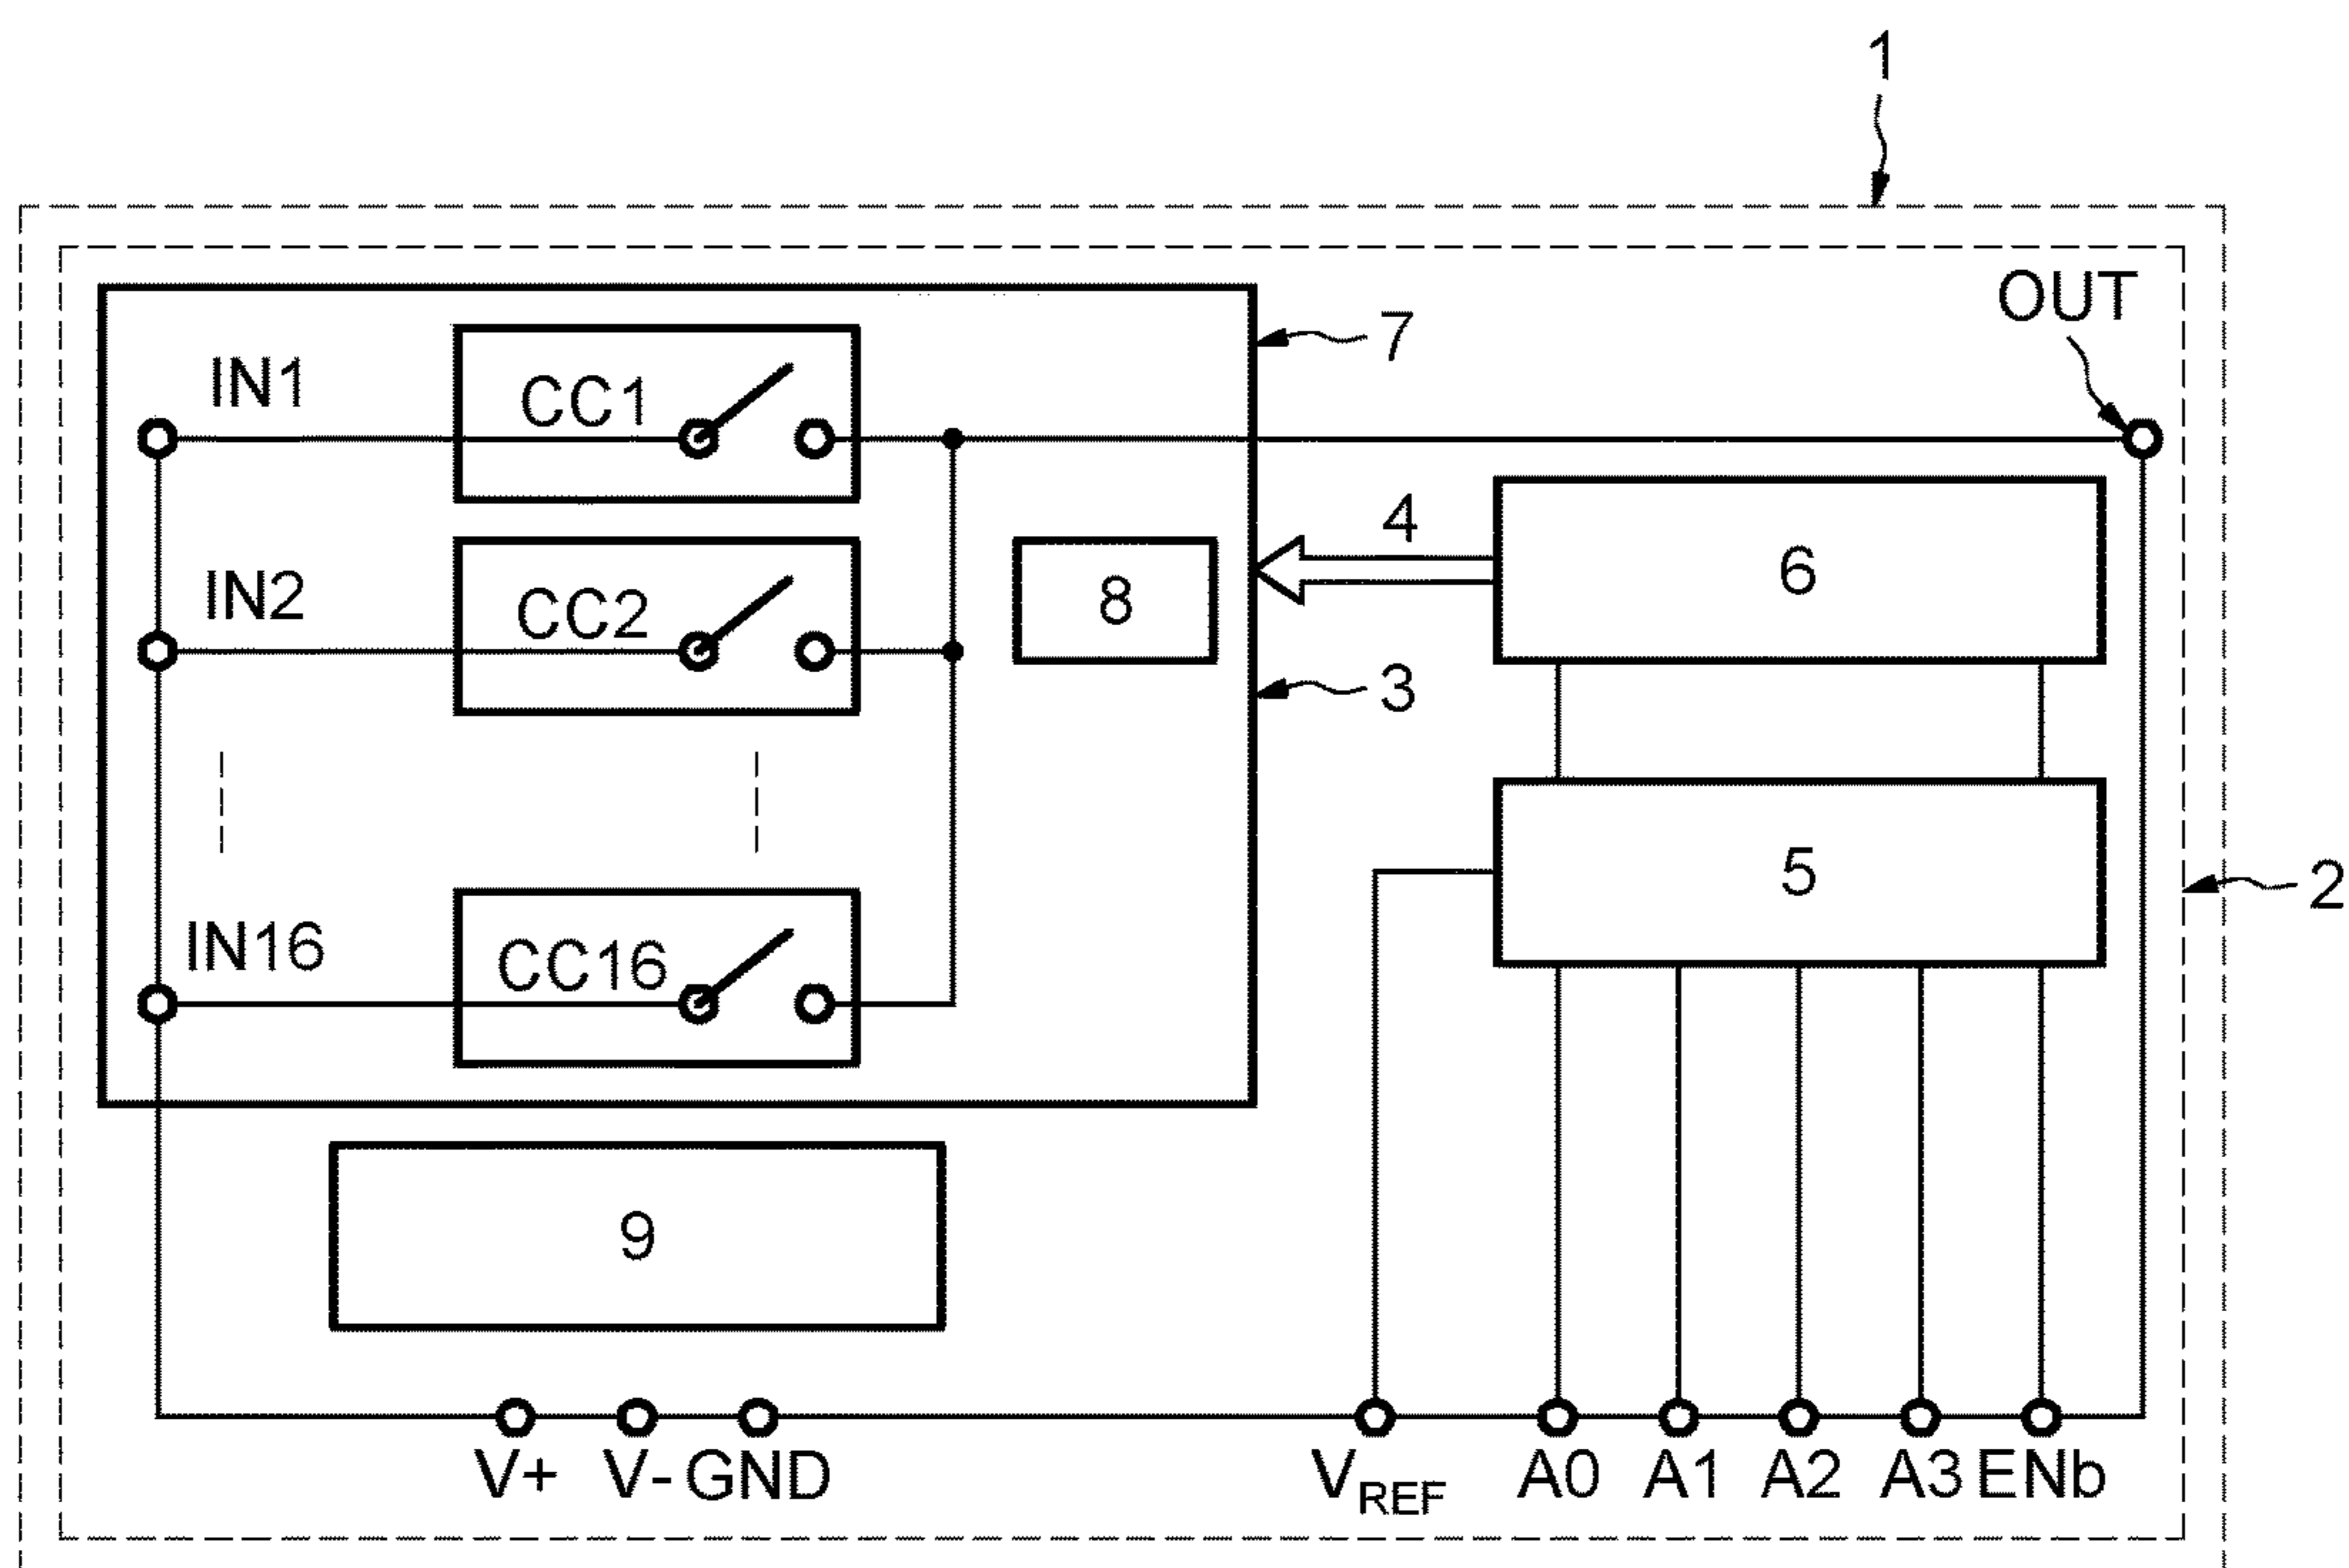 1
OUT
7
IN1
CC1
4
6
IN2
CC2
8
3
5
2
IN16
CC16
9
V+ V- GND VREF A0 A1 A2 A3 ENb